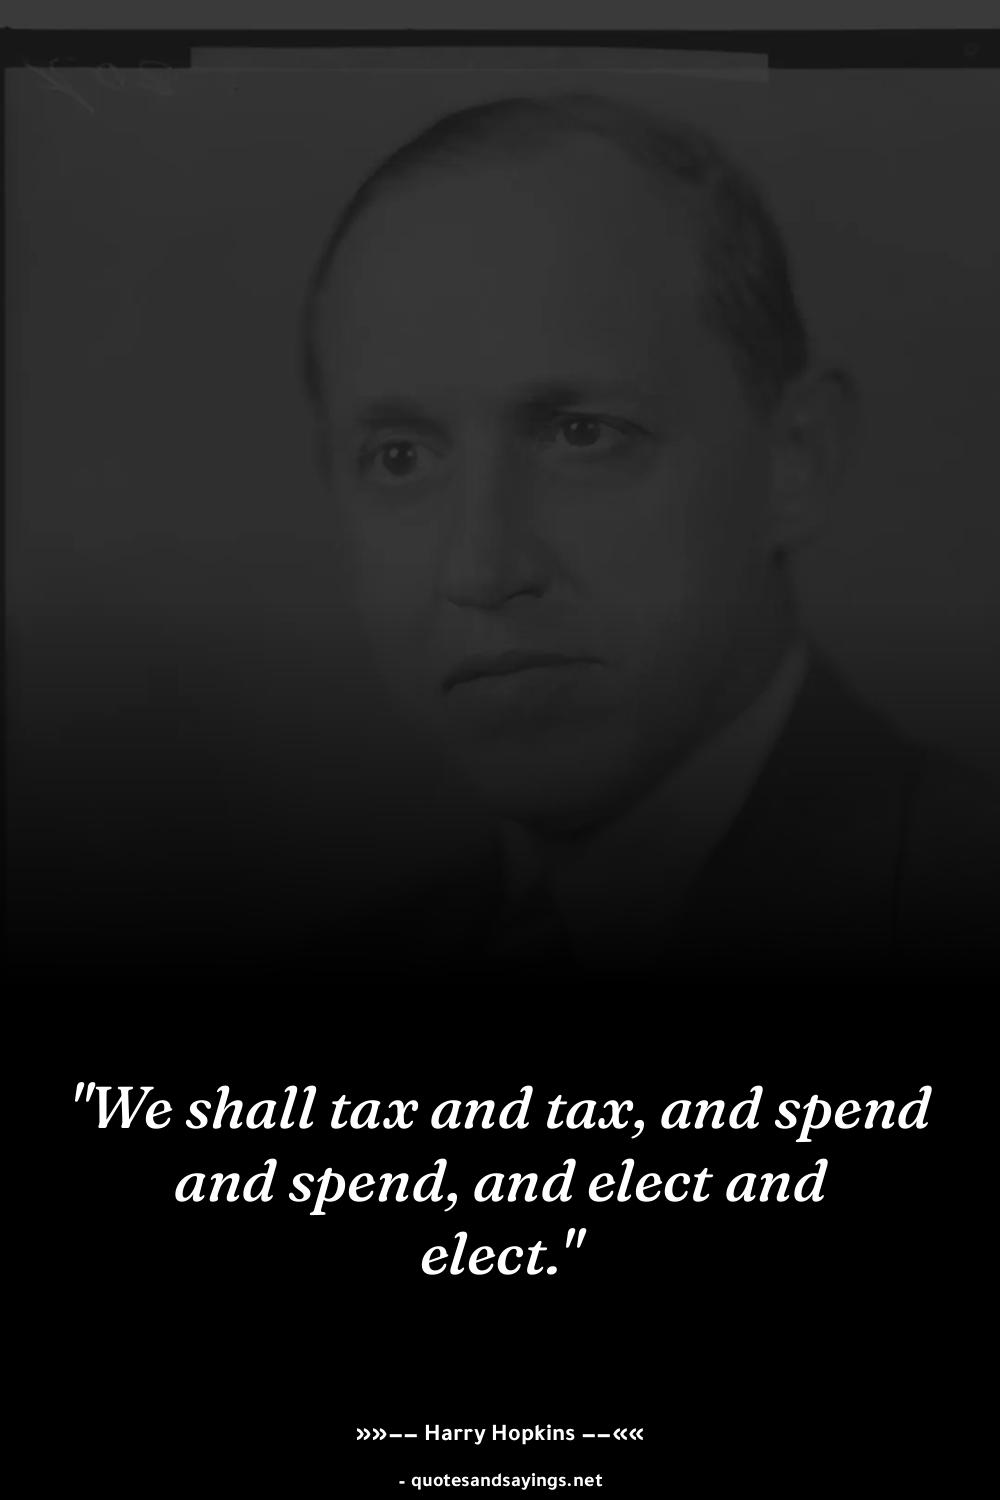 "We shall tax and tax, and spend
and spend, and elect and
elect."
»»—— Harry Hopkins ——««
- quotesandsayings.net